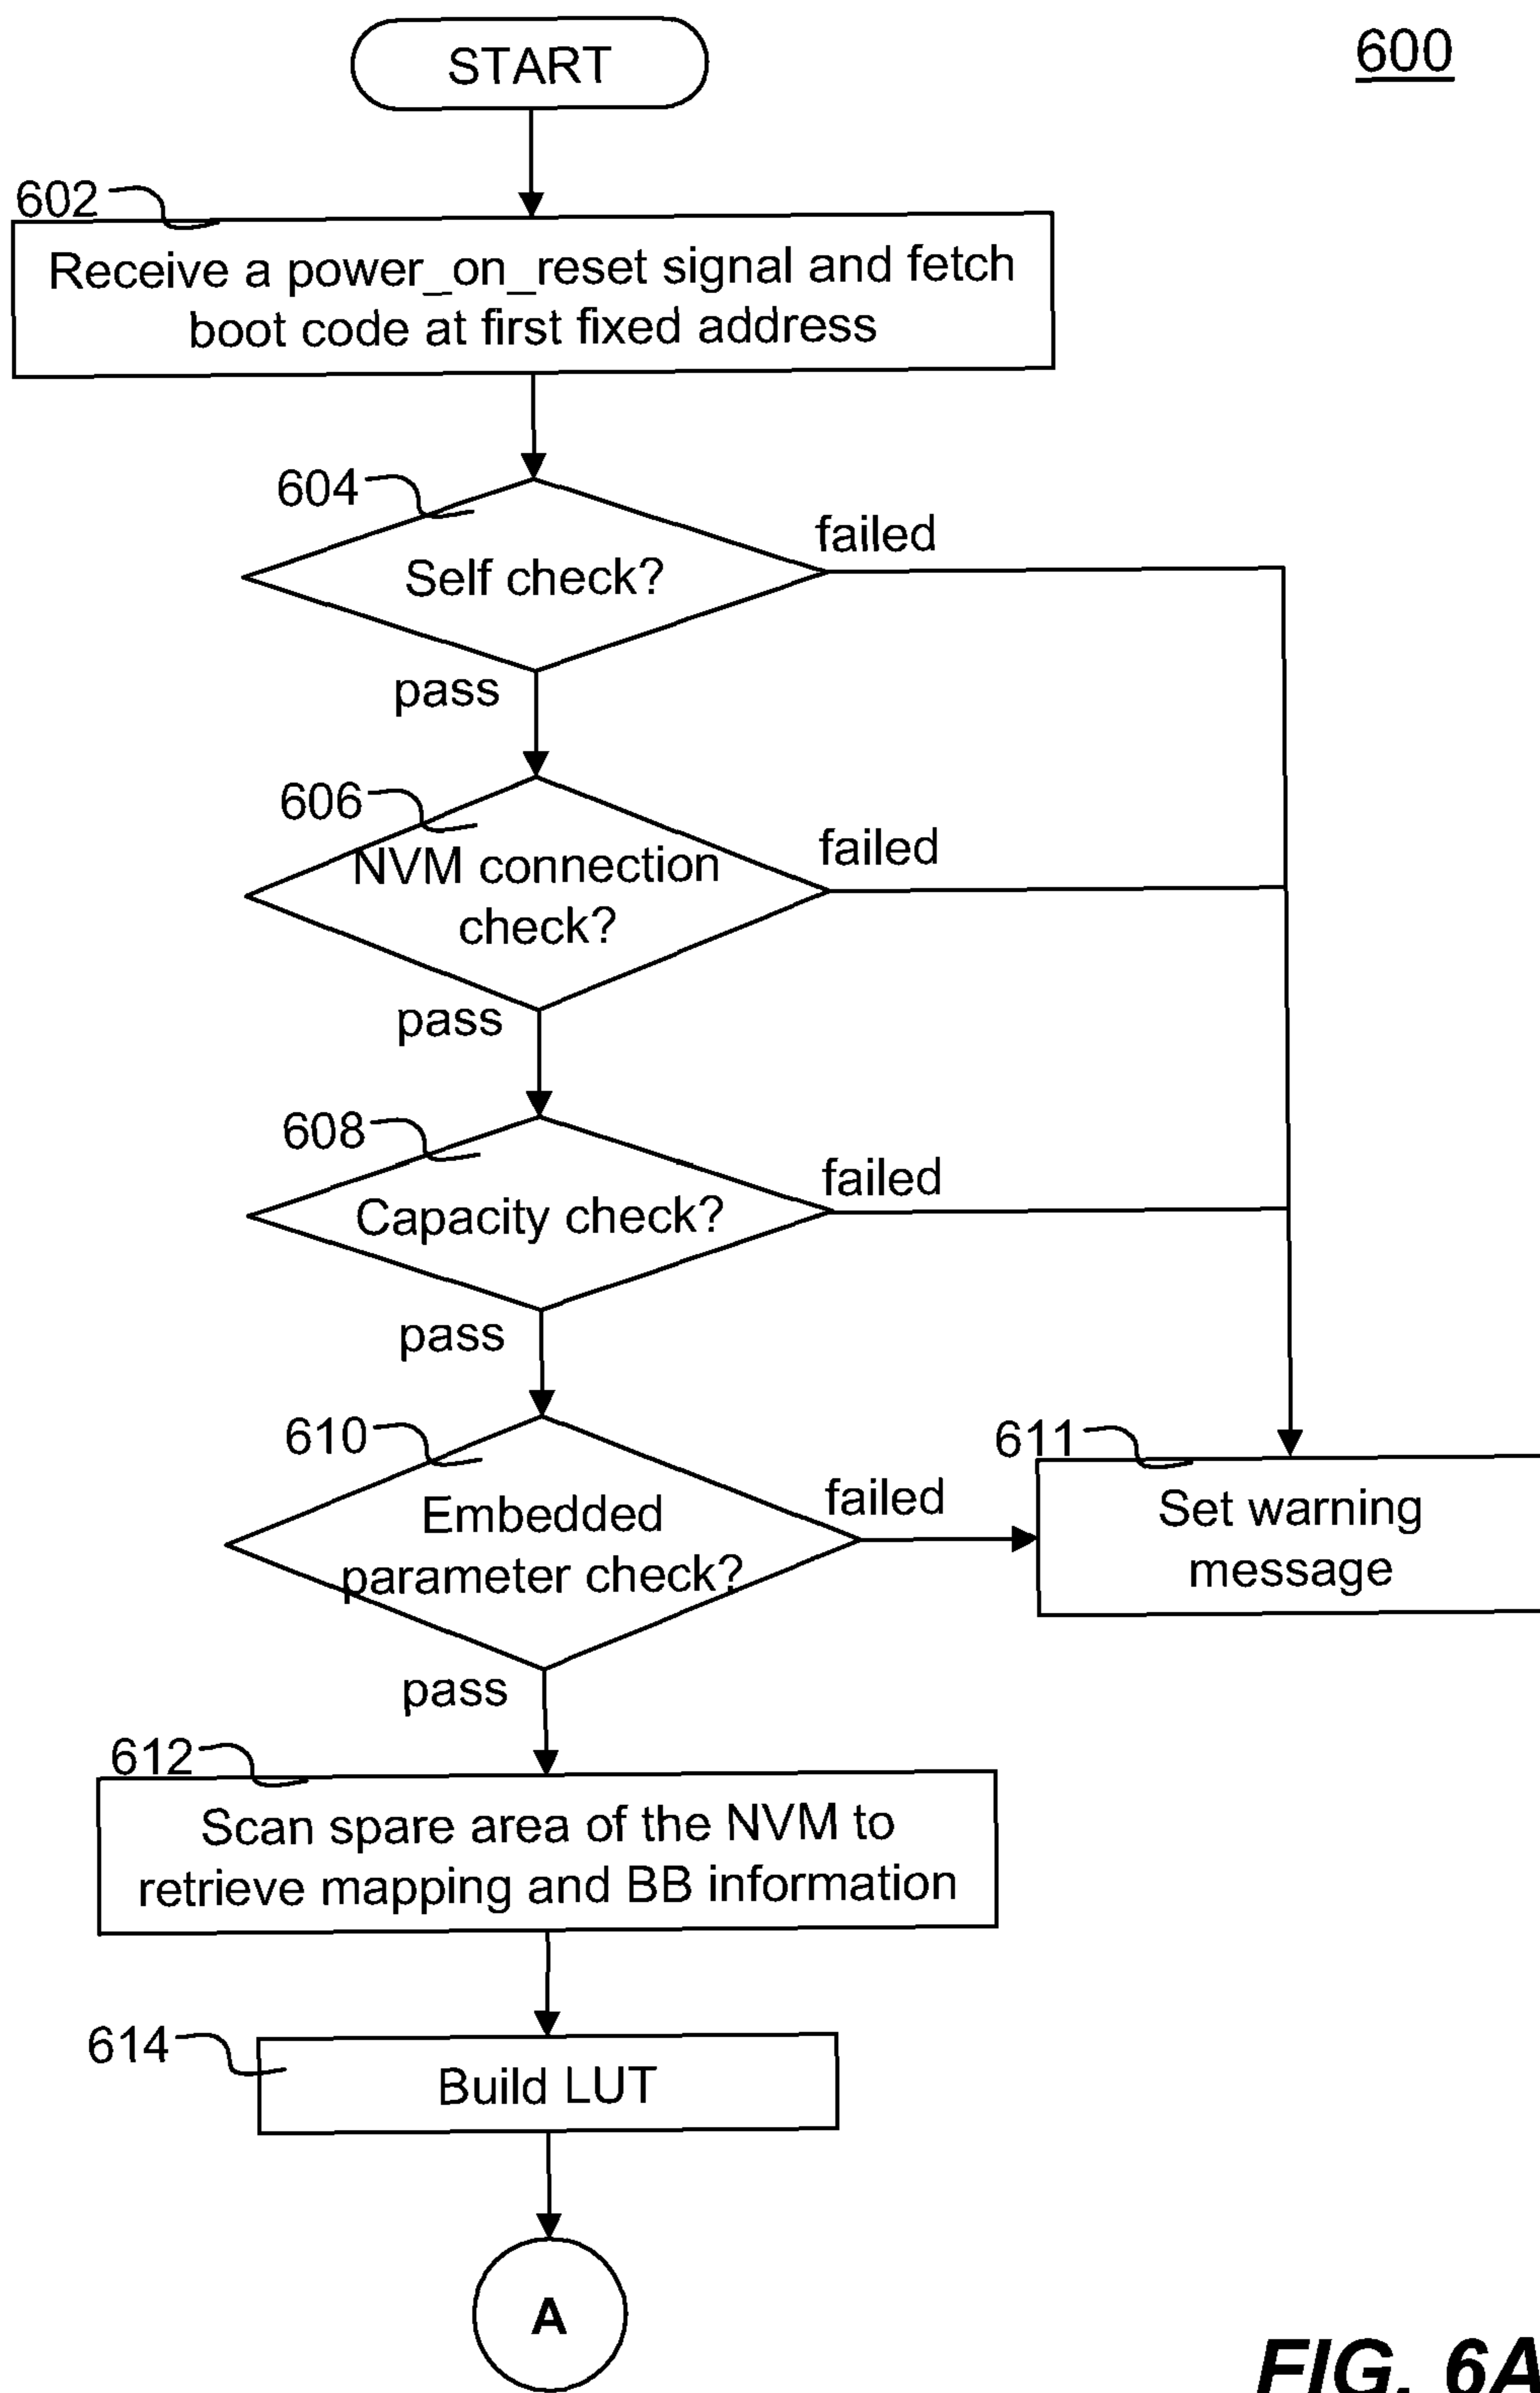 START
600
602
Receive a power_on_reset signal and fetch
boot code at first fixed address
604
Self check?
failed
pass
606
NVM connection
check?
failed
pass
608
Capacity check?
failed
pass
610
Embedded
parameter check?
failed
611
Set warning
message
pass
612
Scan spare area of the NVM to
retrieve mapping and BB information
614
Build LUT
A
FIG. 6A